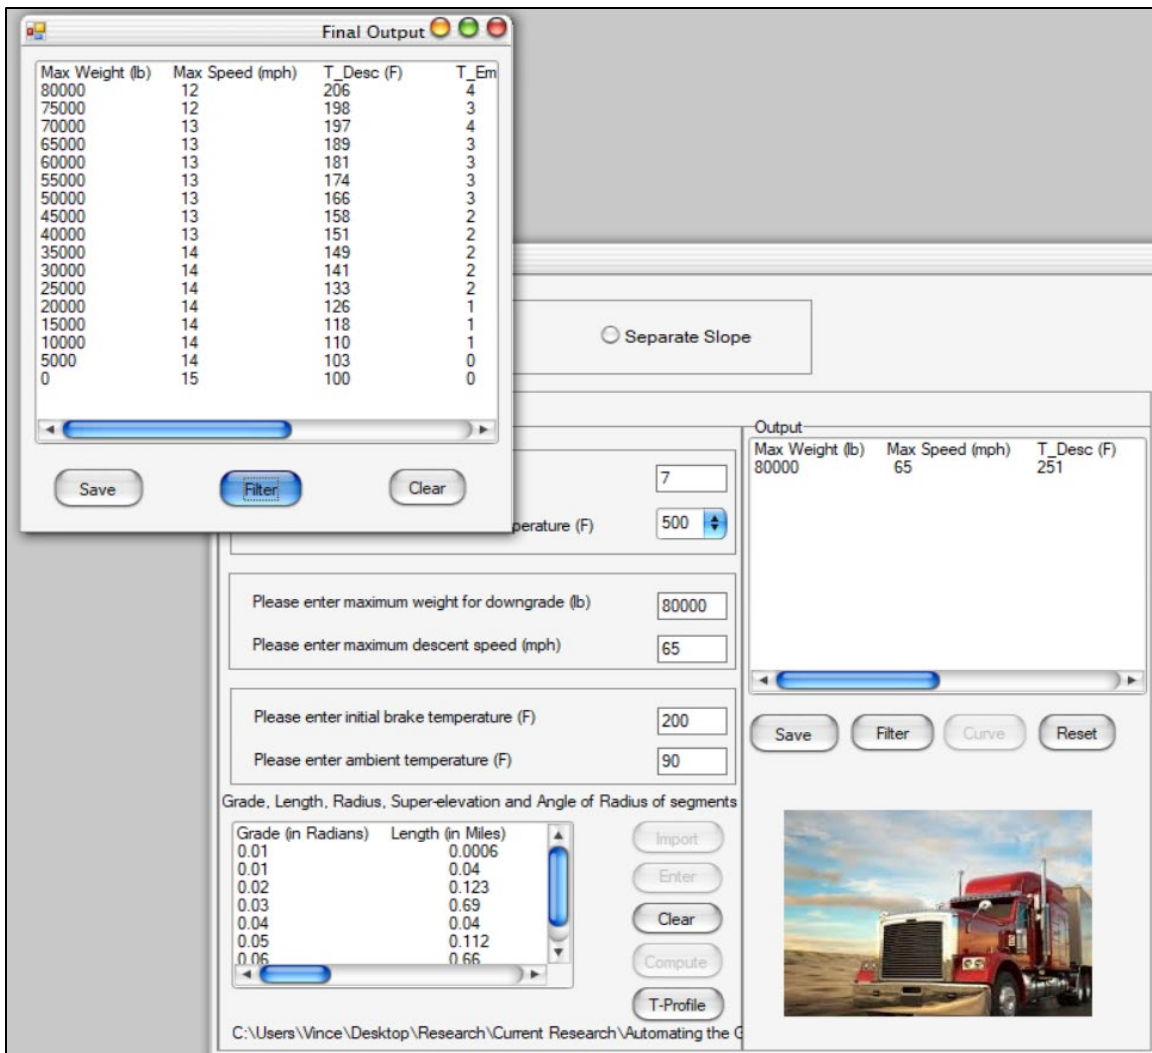 Final Output
Max Weight (lb) Max Speed (mph) T_Desc (F) T_Em
80000 12 206 4
75000 12 198 3
70000 13 197 4
65000 13 189 3
60000 13 181 3
55000 13 174 3
50000 13 166 3
45000 13 158 2
40000 13 151 2
35000 14 149 2
30000 14 141 2
25000 14 133 2
20000 14 126 1
15000 14 118 1
10000 14 110 1
5000 14 103 0
0 15 100 0
Save Filter Clear
Separate Slope
7
perature (F) 500
Please enter maximum weight for downgrade (lb) 80000
Please enter maximum descent speed (mph) 65
Please enter initial brake temperature (F) 200
Please enter ambient temperature (F) 90
Grade, Length, Radius, Super-elevation and Angle of Radius of segments
Grade (in Radians) Length (in Miles)
0.01 0.0006
0.01 0.04
0.02 0.123
0.03 0.69
0.04 0.04
0.05 0.112
0.06 0.66
Import
Enter
Clear
Compute
T-Profile
C:\Users\Vince\Desktop\Research\Current Research\Automating the G
Output
Max Weight (lb) Max Speed (mph) T_Desc (F)
80000 65 251
Save Filter Curve Reset